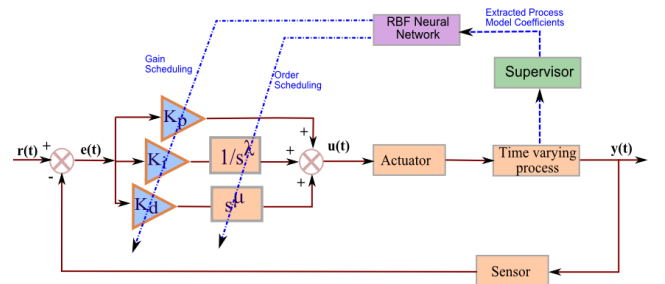 RBF Neural
Network
Extracted Process
Model Coefficients
Gain
Scheduling
Order
Scheduling
Supervisor
Kp
r(t)
+
-
e(t)
Ki
1/s^λ
+
+
+
u(t)
Actuator
Time varying
process
y(t)
Kd
s^μ
Sensor